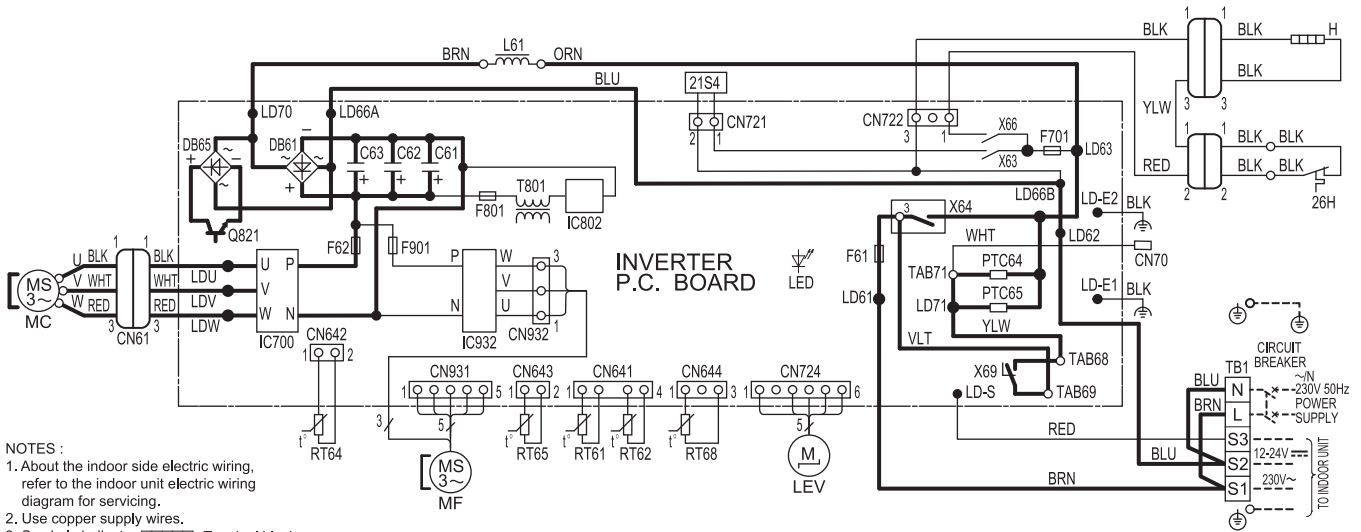 BRN L61 ORN
BLU
1 1
BLK BLK H
BLK
YLW
3 3
1 1
BLK BLK
RED BLK BLK
2 2
26H
21S4
LD70 LD66A
CN721
2 1
CN722
3 1
X66
F701
X63
LD63
DB65 DB61
+ ~ −
~
−
~ ~
+
C63 C62 C61
+ + +
Q821
F801
T801
IC802
F62 F901
LD66B
LD-E2 BLK
LD62
3 X64
WHT
CN70
F61
TAB71
PTC64
PTC65
LD71
YLW
LD61
LD-E1 BLK
VLT
X69
TAB68
TAB69
LD-S
INVERTER
P.C. BOARD
LED
MS
3~
MC
U BLK
V WHT
W RED
1 1
3 3
CN61
BLK LDU
WHT LDV
RED LDW
U P
V
W N
IC700
P W
V
N U
IC932
3
1
CN932
CN642
1 2
t°
RT64
CN931
1 5
3
5
MS
3~
MF
CN643
1 2
t°
RT65
CN641
1 4
t° t°
RT61 RT62
CN644
1 3
t°
RT68
CN724
1 6
5
M
LEV
RED
BLU
BRN
CIRCUIT
BREAKER
TB1
BLU N ~/N
230V 50Hz
BRN L POWER
SUPPLY
S3
12-24V
S2
230V~
S1
TO INDOOR UNIT
NOTES :
1. About the indoor side electric wiring,
refer to the indoor unit electric wiring
diagram for servicing.
2. Use copper supply wires.